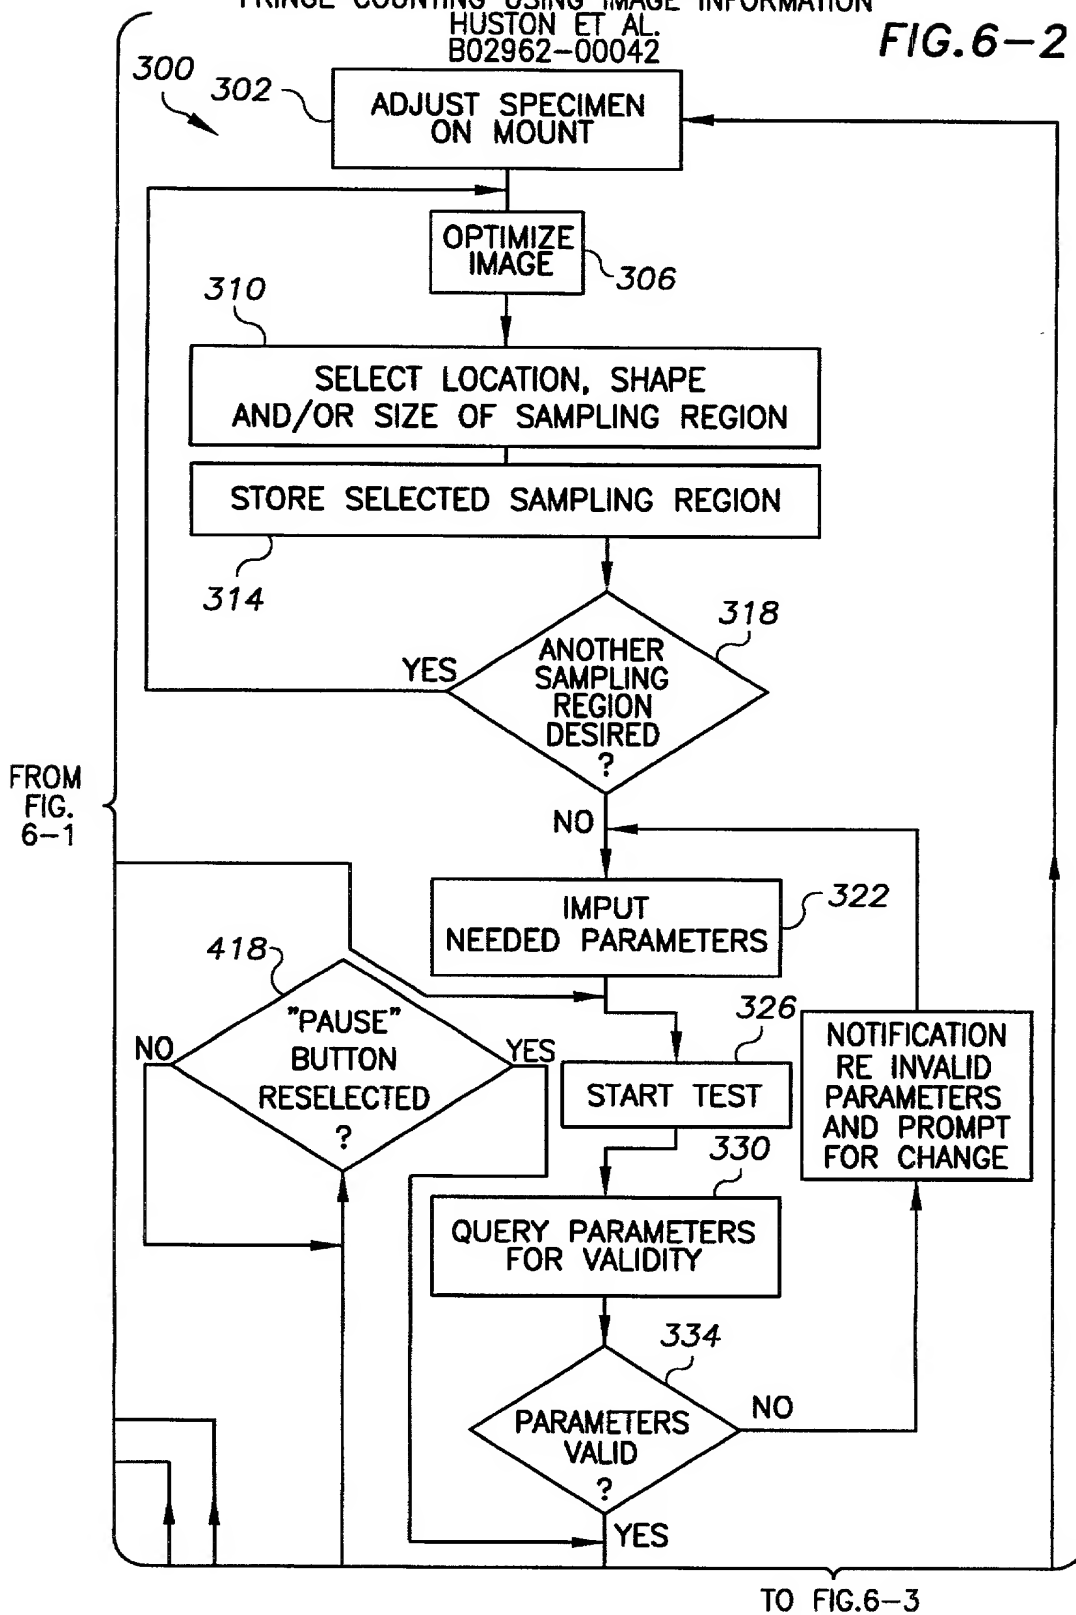 FRINGE COUNTING USING IMAGE INFORMATION
HUSTON ET AL.
B02962-00042
FIG.6-2
300
302
ADJUST SPECIMEN
ON MOUNT
OPTIMIZE
IMAGE
306
310
SELECT LOCATION, SHAPE
AND/OR SIZE OF SAMPLING REGION
STORE SELECTED SAMPLING REGION
314
318
YES
ANOTHER
SAMPLING
REGION
DESIRED
?
FROM
FIG.
6-1
NO
IMPUT
NEEDED PARAMETERS
322
418
"PAUSE"
BUTTON
RESELECTED
?
NO
YES
326
START TEST
NOTIFICATION
RE INVALID
PARAMETERS
AND PROMPT
FOR CHANGE
330
QUERY PARAMETERS
FOR VALIDITY
334
PARAMETERS
VALID
?
NO
YES
TO FIG.6-3